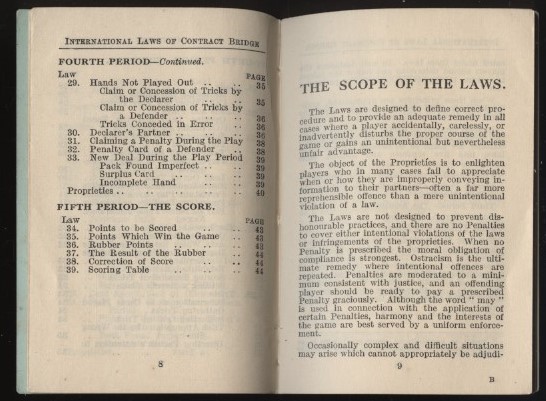 INTERNATIONAL LAWS OF CONTRACT BRIDGE
FOURTH PERIOD—Continued.
Law PAGE
29. Hands Not Played Out .. .. 35
Claim or Concession of Tricks by
the Declarer .. .. 35
Claim or Concession of Tricks by
a Defender .. .. .. 36
Tricks Conceded in Error .. 36
30. Declarer's Partner .. .. .. 36
31. Claiming a Penalty During the Play 38
32. Penalty Card of a Defender .. .. 38
33. New Deal During the Play Period 39
Pack Found Imperfect .. .. 39
Surplus Card .. .. .. 39
Incomplete Hand .. .. 39
Proprieties .. .. .. .. .. 40
FIFTH PERIOD—THE SCORE.
Law PAGE
34. Points to be Scored .. .. 43
35. Points Which Win the Game .. 43
36. Rubber Points .. .. .. 43
37. The Result of the Rubber .. 44
38. Correction of Score .. .. .. 44
39. Scoring Table .. .. .. .. 44
8
THE SCOPE OF THE LAWS.
The Laws are designed to define correct pro-
cedure and to provide an adequate remedy in all
cases where a player accidentally, carelessly, or
inadvertently disturbs the proper course of the
game or gains an unintentional but nevertheless
unfair advantage.
The object of the Proprieties is to enlighten
players who in many cases fail to appreciate
when or how they are improperly conveying in-
formation to their partners—often a far more
reprehensible offence than a mere unintentional
violation of a law.
The Laws are not designed to prevent dis-
honourable practices, and there are no Penalties
to cover either intentional violations of the laws
or infringements of the proprieties. When no
Penalty is prescribed the moral obligation of
compliance is strongest. Ostracism is the ulti-
mate remedy where intentional offences are
repeated. Penalties are moderated to a mini-
mum consistent with justice, and an offending
player should be ready to pay a prescribed
Penalty graciously. Although the word " may "
is used in connection with the application of
certain Penalties, harmony and the interests of
the game are best served by a uniform enforce-
ment.
Occasionally complex and difficult situations
may arise which cannot appropriately be adjudi-
9
B